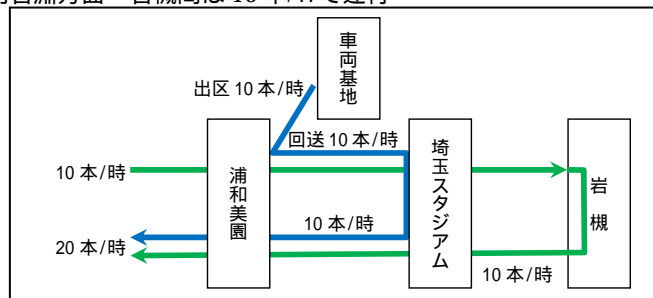 車両基地
出区 10 本/時
回送 10 本/時
10 本/時
浦和美園
埼玉スタジアム
岩槻
10 本/時
20 本/時
10 本/時